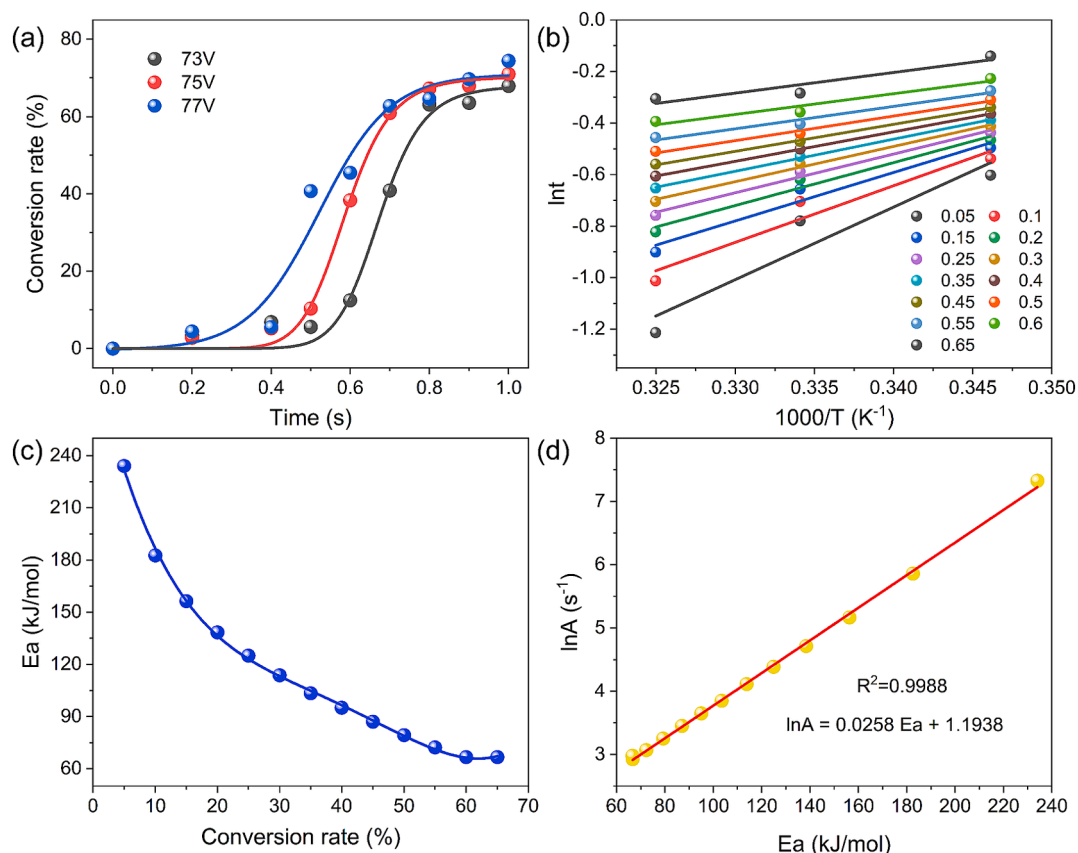 (a)
80
60
40
20
0
Conversion rate (%)
73V
75V
77V
0.0 0.2 0.4 0.6 0.8 1.0
Time (s)
(b)
0.0
-0.2
-0.4
-0.6
-0.8
-1.0
-1.2
lnt
0.05 0.1
0.15 0.2
0.25 0.3
0.35 0.4
0.45 0.5
0.55 0.6
0.65
0.325 0.330 0.335 0.340 0.345 0.350
1000/T (K⁻¹)
(c)
240
210
180
150
120
90
60
Ea (kJ/mol)
0 10 20 30 40 50 60 70
Conversion rate (%)
(d)
8
7
6
5
4
3
lnA (s⁻¹)
R²=0.9988
lnA = 0.0258 Ea + 1.1938
60 80 100 120 140 160 180 200 220 240
Ea (kJ/mol)